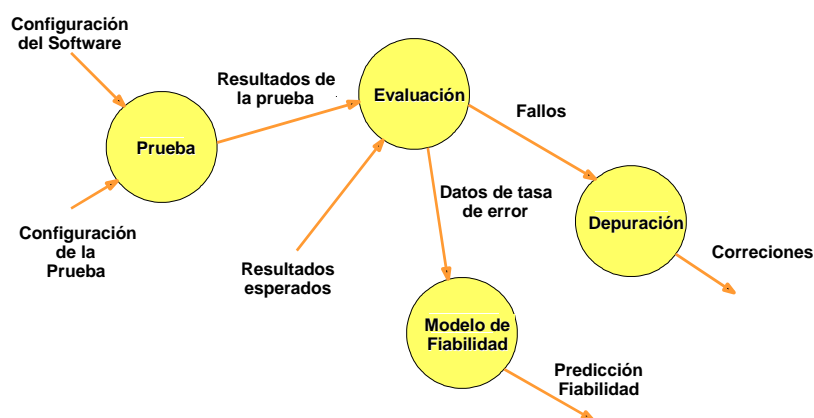 Configuración
del Software
Resultados de
la prueba
Evaluación
Fallos
Prueba
Datos de tasa
de error
Depuración
Configuración
de la
Prueba
Resultados
esperados
Correciones
Modelo de
Fiabilidad
Predicción
Fiabilidad